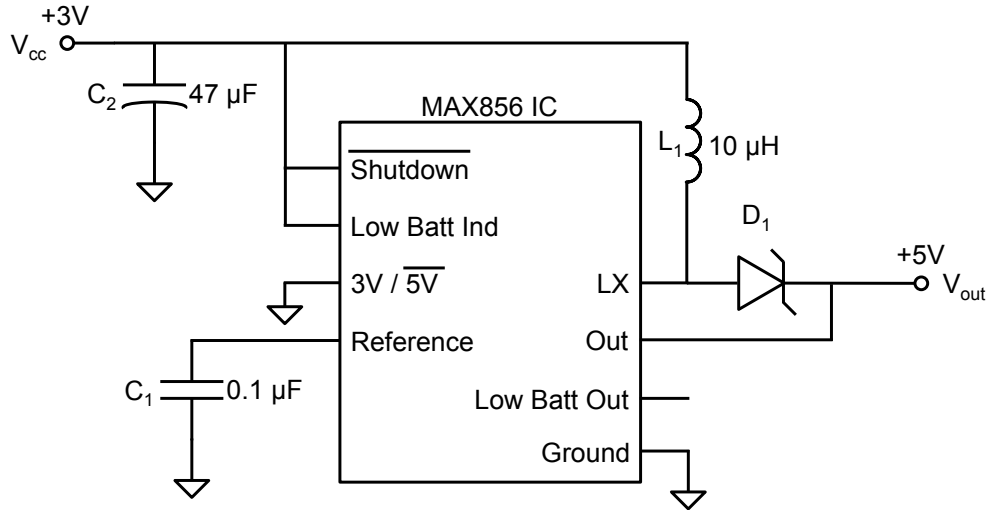 +3V
Vcc
C2
47 µF
MAX856 IC
L1
10 µH
Shutdown
Low Batt Ind
D1
3V / 5V
LX
+5V
Vout
Reference
Out
C1
0.1 µF
Low Batt Out
Ground